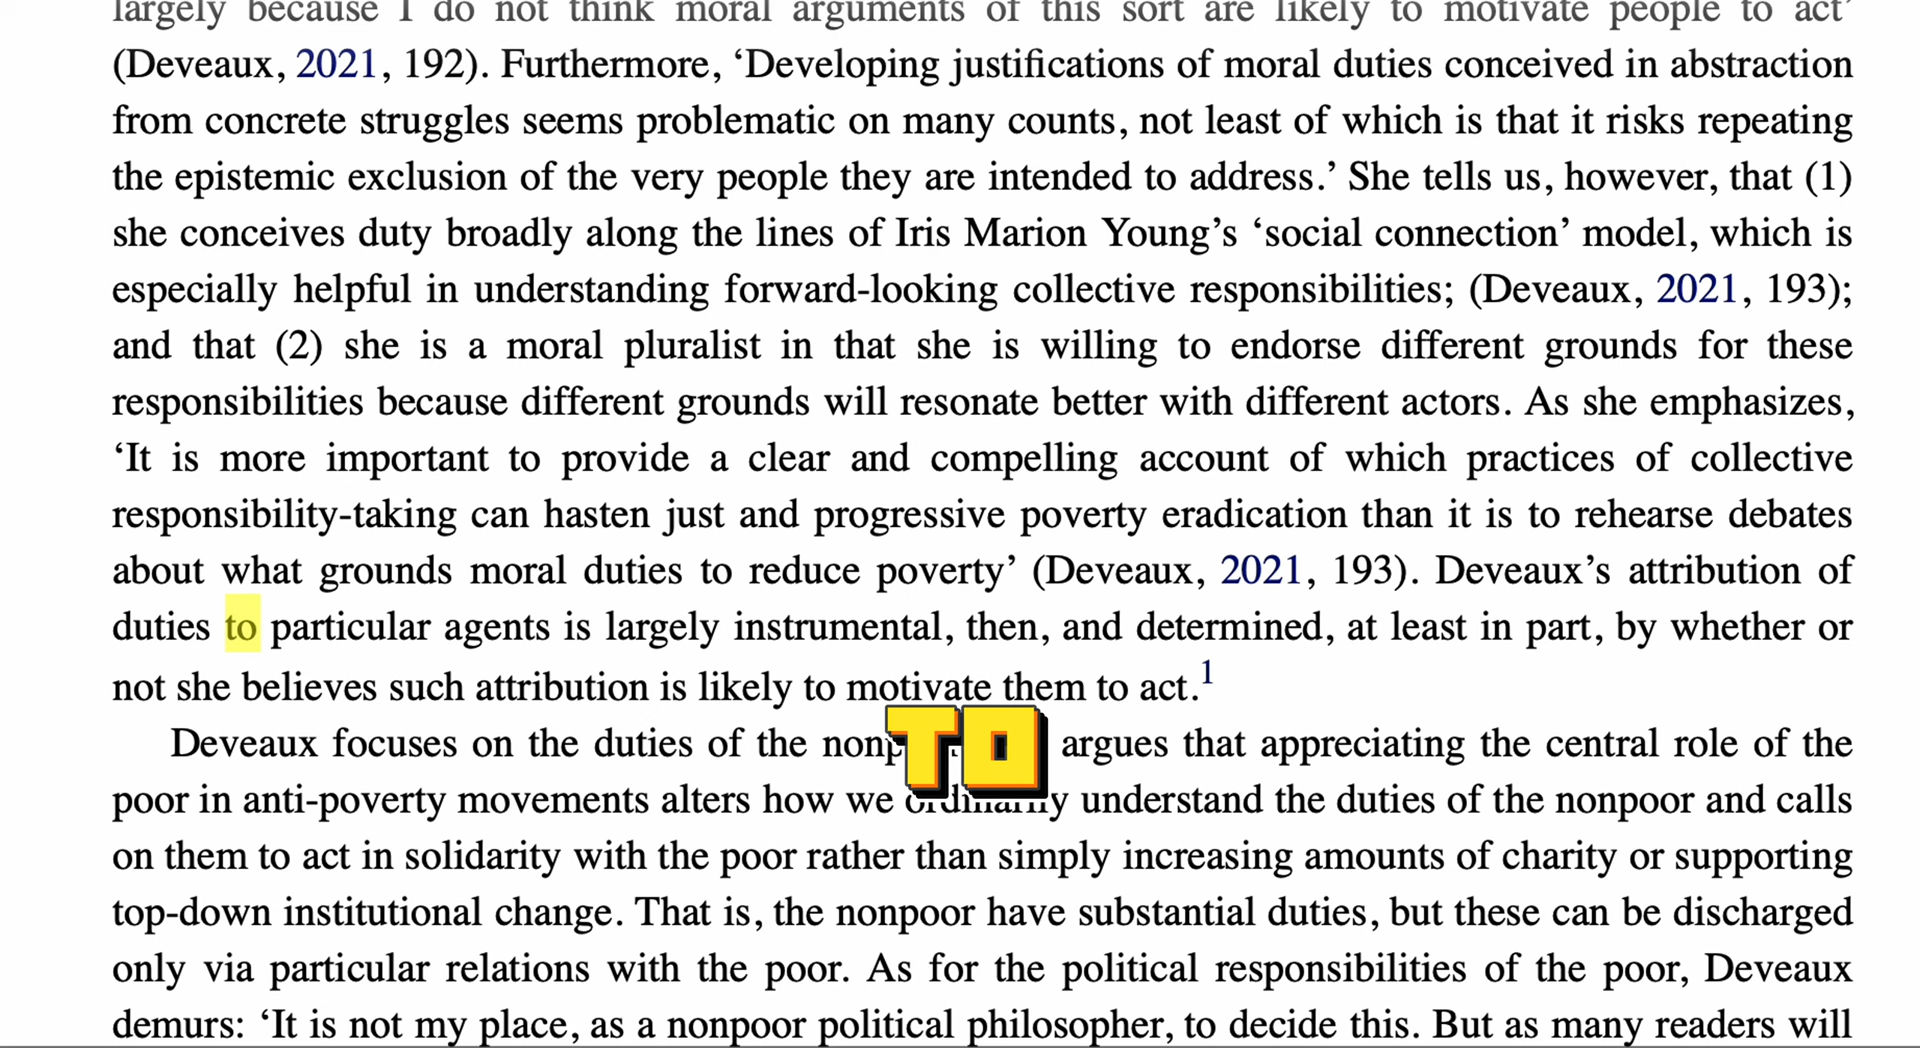 largely because I do not think moral arguments of this sort are likely to motivate people to act’
(Deveaux, 2021, 192). Furthermore, ‘Developing justifications of moral duties conceived in abstraction
from concrete struggles seems problematic on many counts, not least of which is that it risks repeating
the epistemic exclusion of the very people they are intended to address.’ She tells us, however, that (1)
she conceives duty broadly along the lines of Iris Marion Young’s ‘social connection’ model, which is
especially helpful in understanding forward-looking collective responsibilities; (Deveaux, 2021, 193);
and that (2) she is a moral pluralist in that she is willing to endorse different grounds for these
responsibilities because different grounds will resonate better with different actors. As she emphasizes,
‘It is more important to provide a clear and compelling account of which practices of collective
responsibility-taking can hasten just and progressive poverty eradication than it is to rehearse debates
about what grounds moral duties to reduce poverty’ (Deveaux, 2021, 193). Deveaux’s attribution of
duties to particular agents is largely instrumental, then, and determined, at least in part, by whether or
not she believes such attribution is likely to motivate them to act.1
Deveaux focuses on the duties of the argues that appreciating the central role of the
TO
poor in anti-poverty movements alters how we ordinarily understand the duties of the nonpoor and calls
on them to act in solidarity with the poor rather than simply increasing amounts of charity or supporting
top-down institutional change. That is, the nonpoor have substantial duties, but these can be discharged
only via particular relations with the poor. As for the political responsibilities of the poor, Deveaux
demurs: ‘It is not my place, as a nonpoor political philosopher, to decide this. But as many readers will